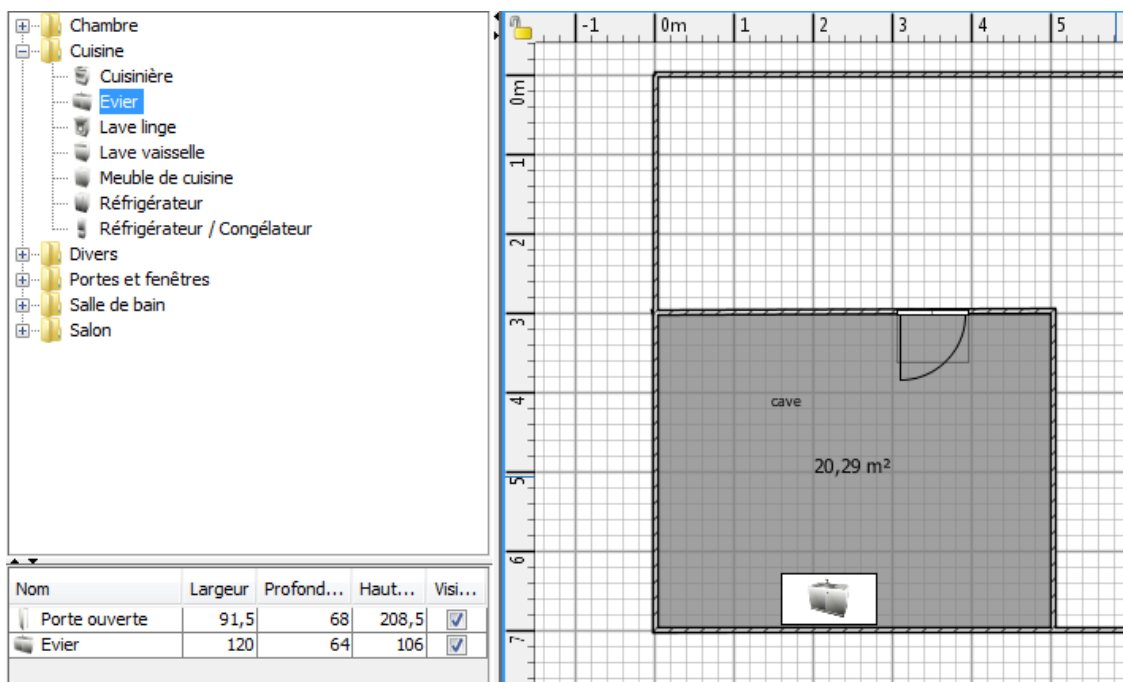 Chambre
Cuisine
Cuisinière
Evier
Lave linge
Lave vaisselle
Meuble de cuisine
Réfrigérateur
Réfrigérateur / Congélateur
Divers
Portes et fenêtres
Salle de bain
Salon
Nom Largeur Profond... Haut... Visi...
Porte ouverte 91,5 68 208,5
Evier 120 64 106
-1 0m 1 2 3 4 5
0m
1
2
3
4
5
6
7
cave
20,29 m²